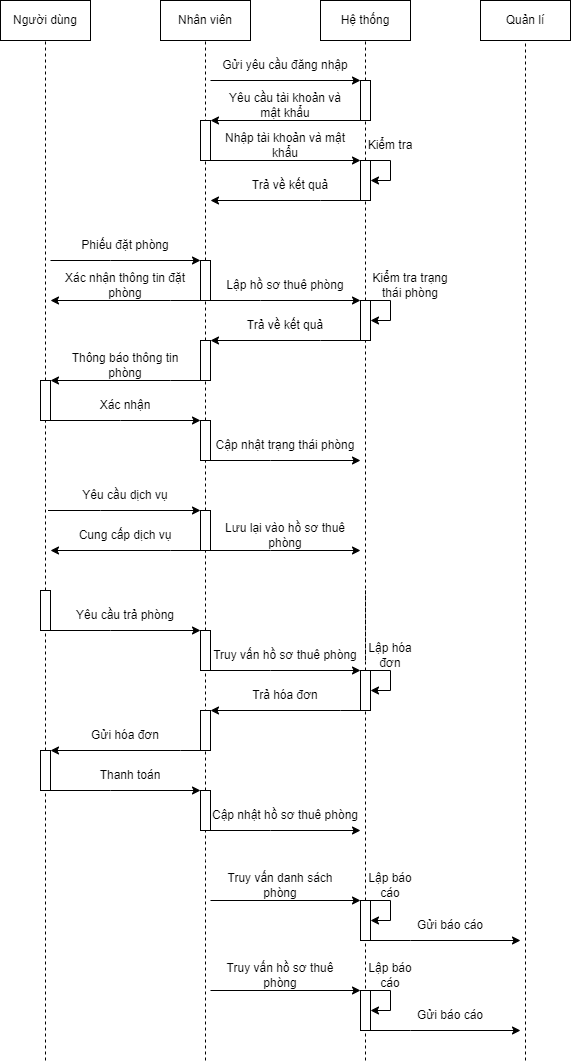 Người dùng
Nhân viên
Hệ thống
Quản lí
Gửi yêu cầu đăng nhập
Yêu cầu tài khoản và
mật khẩu
Nhập tài khoản và mật
khẩu
Kiểm tra
Trả về kết quả
Phiếu đặt phòng
Xác nhận thông tin đặt
phòng
Lập hồ sơ thuê phòng
Kiểm tra trạng
thái phòng
Trả về kết quả
Thông báo thông tin
phòng
Xác nhận
Cập nhật trạng thái phòng
Yêu cầu dịch vụ
Cung cấp dịch vụ
Lưu lại vào hồ sơ thuê
phòng
Yêu cầu trả phòng
Truy vấn hồ sơ thuê phòng
Lập hóa
đơn
Trả hóa đơn
Gửi hóa đơn
Thanh toán
Cập nhật hồ sơ thuê phòng
Truy vấn danh sách
phòng
Lập báo
cáo
Gửi báo cáo
Truy vấn hồ sơ thuê
phòng
Lập báo
cáo
Gửi báo cáo